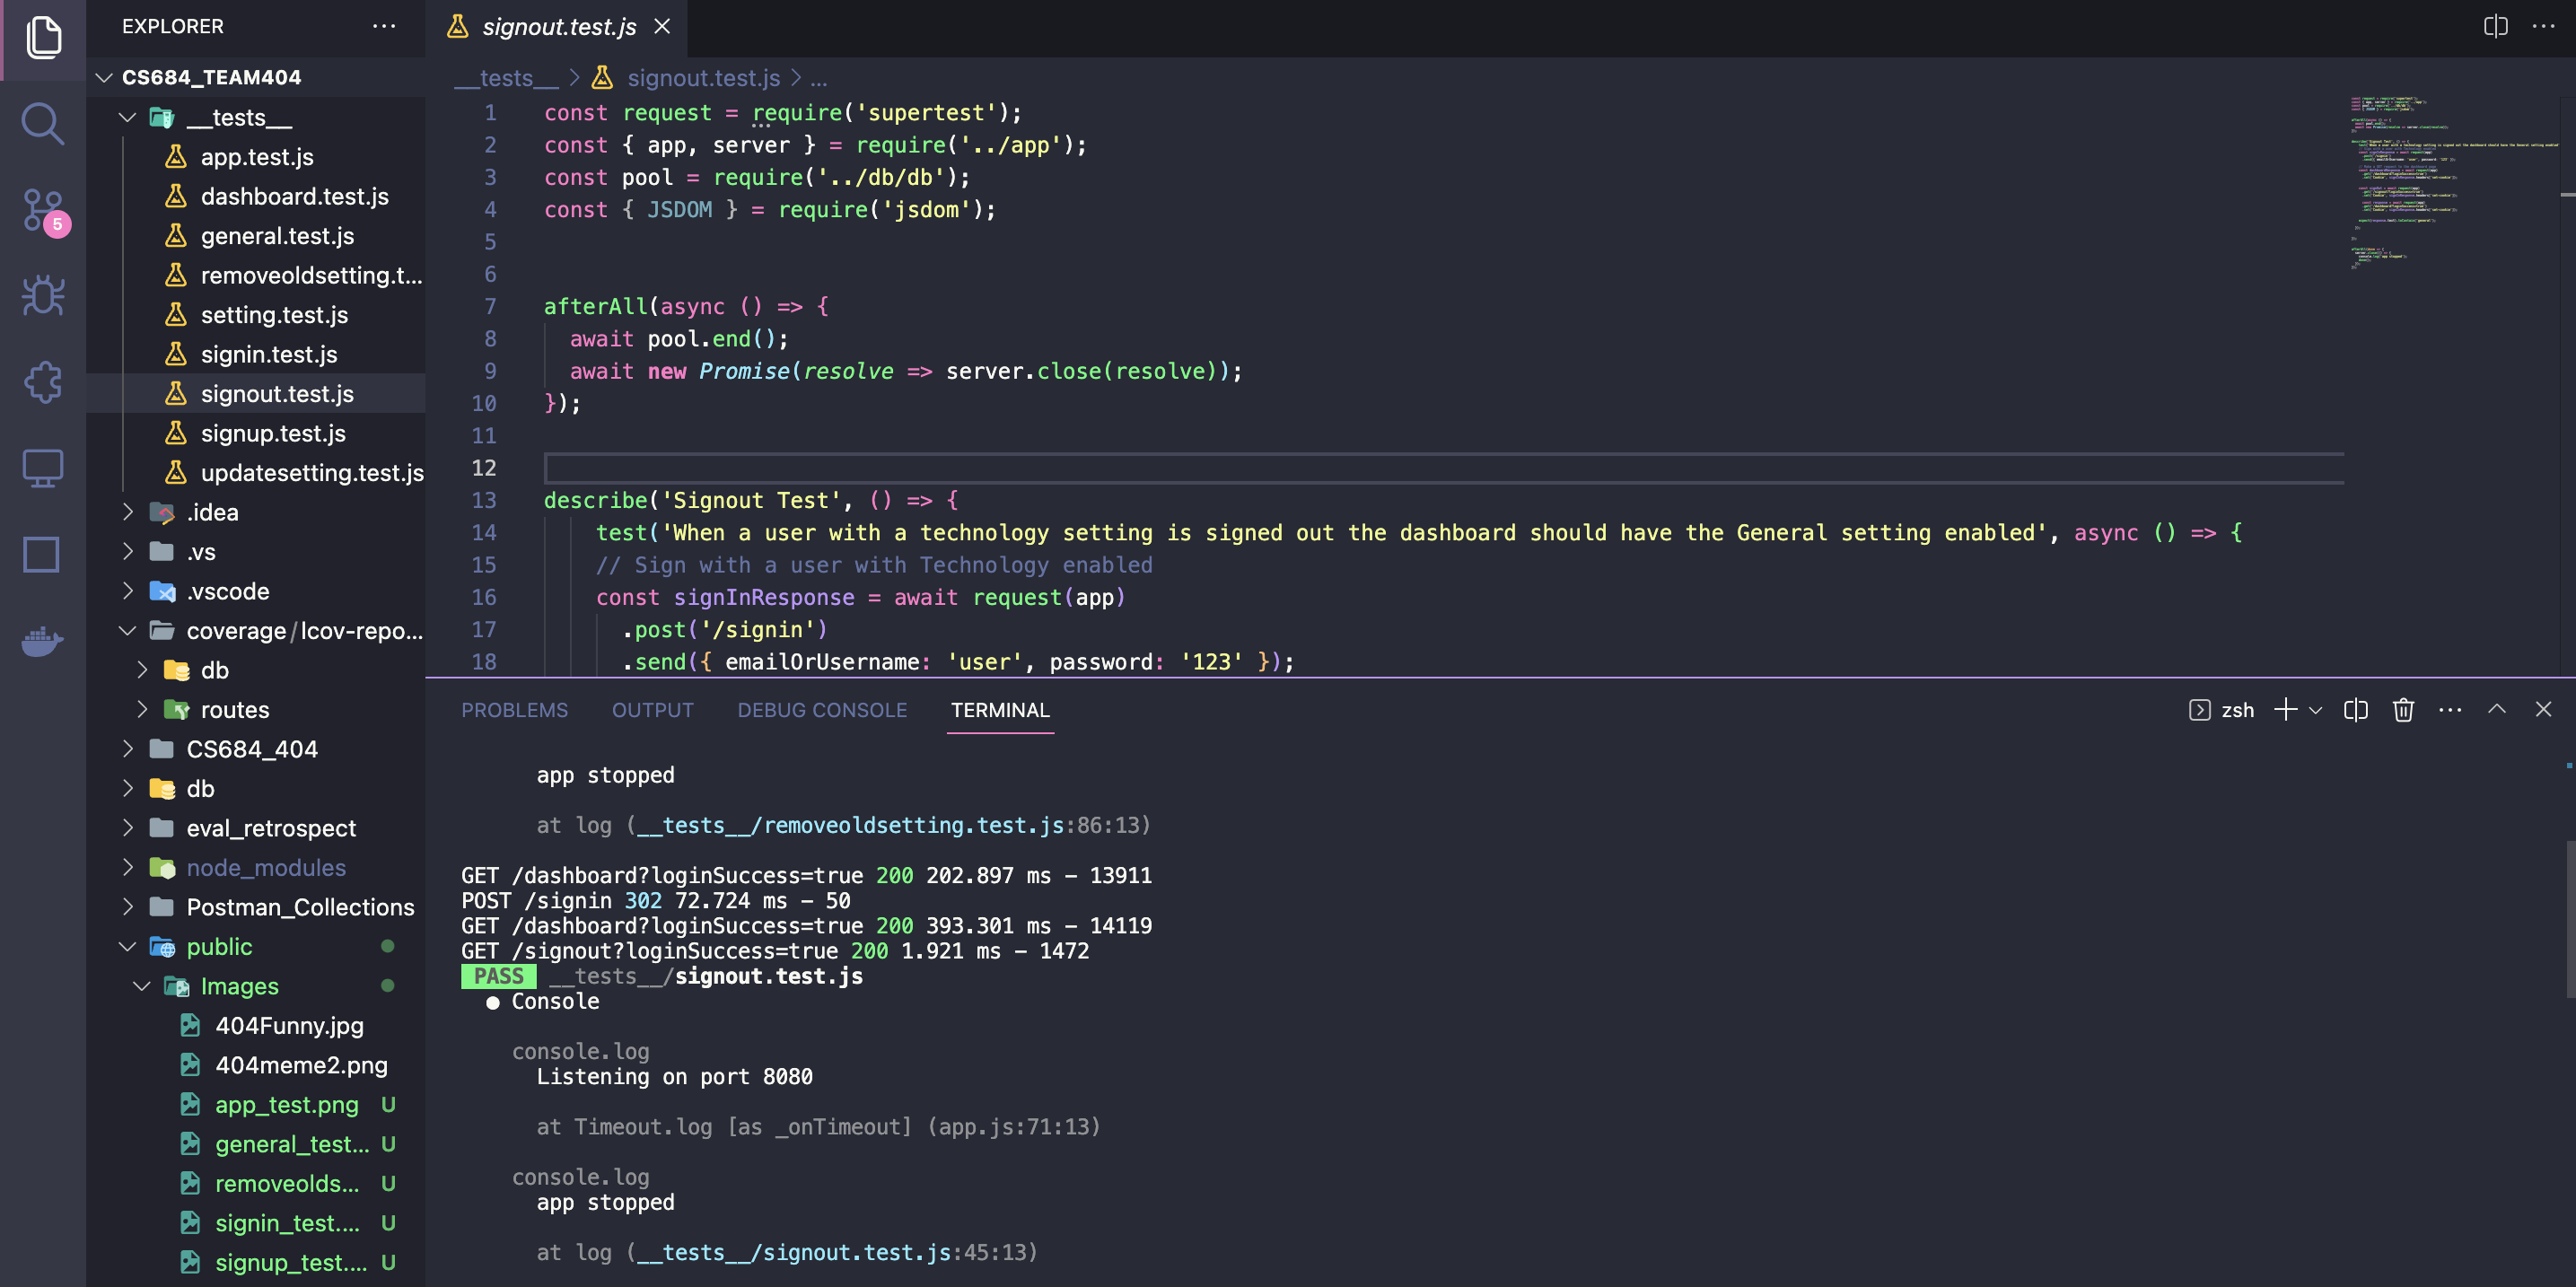 EXPLORER
CS684_TEAM404
__tests__
app.test.js
dashboard.test.js
general.test.js
removeoldsetting.t...
setting.test.js
signin.test.js
signout.test.js
signup.test.js
updatesetting.test.js
.idea
.vs
.vscode
coverage/lcov-repo...
db
routes
CS684_404
db
eval_retrospect
node_modules
Postman_Collections
public
Images
404Funny.jpg
404meme2.png
app_test.png U
general_test... U
removeolds... U
signin_test.... U
signup_test.... U
5
signout.test.js
__tests__ > signout.test.js > ...
1 const request = require('supertest');
2 const { app, server } = require('../app');
3 const pool = require('../db/db');
4 const { JSDOM } = require('jsdom');
5
6
7 afterAll(async () => {
8 await pool.end();
9 await new Promise(resolve => server.close(resolve));
10 });
11
12
13 describe('Signout Test', () => {
14 test('When a user with a technology setting is signed out the dashboard should have the General setting enabled', async () => {
15 // Sign with a user with Technology enabled
16 const signInResponse = await request(app)
17 .post('/signin')
18 .send({ emailOrUsername: 'user', password: '123' });
PROBLEMS OUTPUT DEBUG CONSOLE TERMINAL zsh
app stopped
at log (__tests__/removeoldsetting.test.js:86:13)
GET /dashboard?loginSuccess=true 200 202.897 ms - 13911
POST /signin 302 72.724 ms - 50
GET /dashboard?loginSuccess=true 200 393.301 ms - 14119
GET /signout?loginSuccess=true 200 1.921 ms - 1472
PASS __tests__/signout.test.js
● Console
console.log
Listening on port 8080
at Timeout.log [as _onTimeout] (app.js:71:13)
console.log
app stopped
at log (__tests__/signout.test.js:45:13)